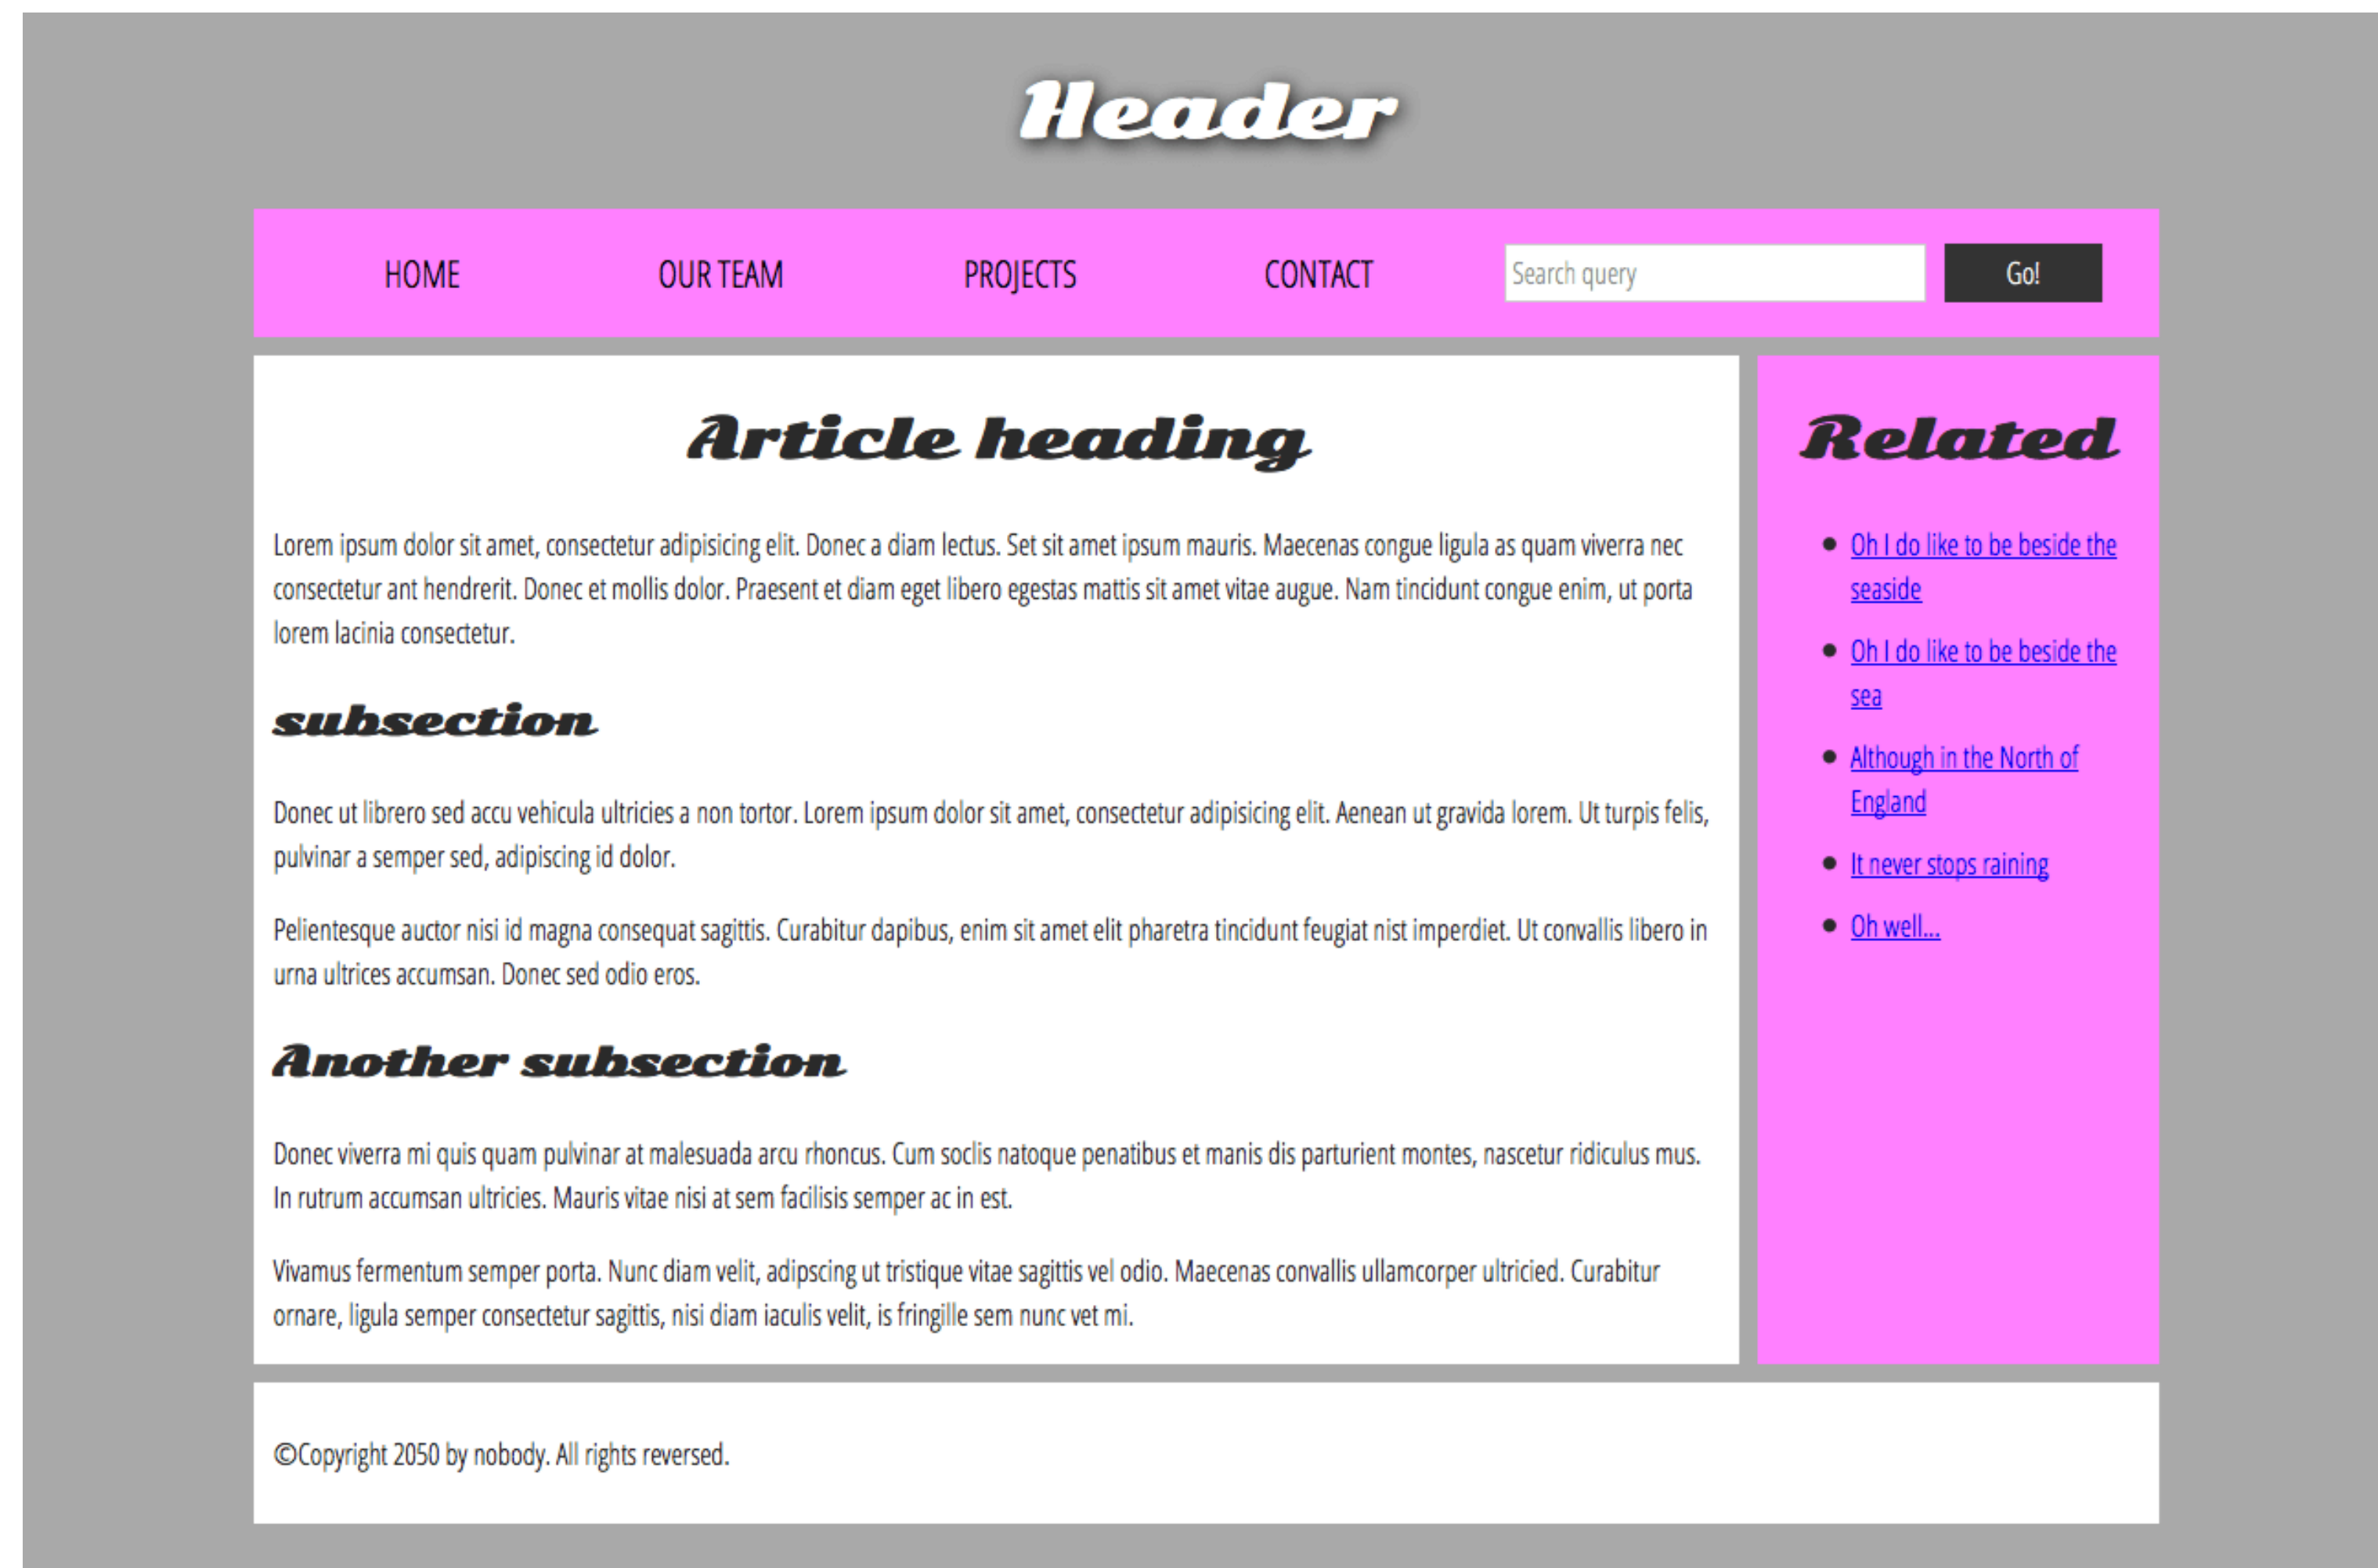 Header
HOME OUR TEAM PROJECTS CONTACT Search query Go!
Article heading
Lorem ipsum dolor sit amet, consectetur adipisicing elit. Donec a diam lectus. Set sit amet ipsum mauris. Maecenas congue ligula as quam viverra nec
consectetur ant hendrerit. Donec et mollis dolor. Praesent et diam eget libero egestas mattis sit amet vitae augue. Nam tincidunt congue enim, ut porta
lorem lacinia consectetur.
subsection
Donec ut librero sed accu vehicula ultricies a non tortor. Lorem ipsum dolor sit amet, consectetur adipisicing elit. Aenean ut gravida lorem. Ut turpis felis,
pulvinar a semper sed, adipiscing id dolor.
Pelientesque auctor nisi id magna consequat sagittis. Curabitur dapibus, enim sit amet elit pharetra tincidunt feugiat nist imperdiet. Ut convallis libero in
urna ultrices accumsan. Donec sed odio eros.
Another subsection
Donec viverra mi quis quam pulvinar at malesuada arcu rhoncus. Cum soclis natoque penatibus et manis dis parturient montes, nascetur ridiculus mus.
In rutrum accumsan ultricies. Mauris vitae nisi at sem facilisis semper ac in est.
Vivamus fermentum semper porta. Nunc diam velit, adipscing ut tristique vitae sagittis vel odio. Maecenas convallis ullamcorper ultricied. Curabitur
ornare, ligula semper consectetur sagittis, nisi diam iaculis velit, is fringille sem nunc vet mi.
Related
Oh I do like to be beside the
seaside
Oh I do like to be beside the
sea
Although in the North of
England
It never stops raining
Oh well...
©Copyright 2050 by nobody. All rights reversed.